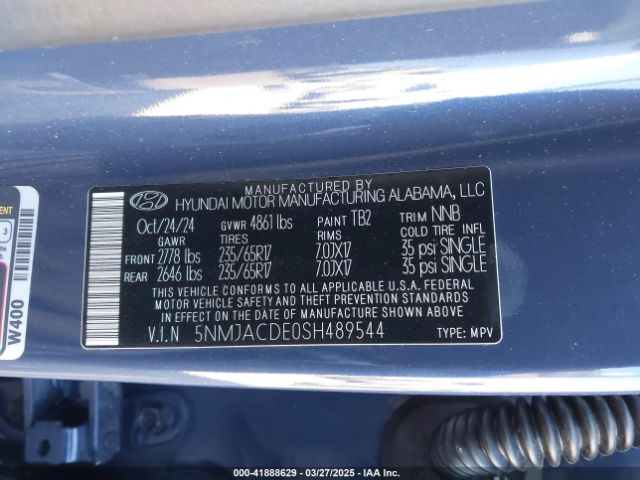 MANUFACTURED BY
HYUNDAI MOTOR MANUFACTURING ALABAMA, LLC
Oct/24/24 GVWR 4861 lbs PAINT TB2 TRIM NNB
GAWR TIRES RIMS COLD TIRE INFL
FRONT 2778 lbs 235/65R17 7.0JX17 35 psi SINGLE
REAR 2646 lbs 235/65R17 7.0JX17 35 psi SINGLE
THIS VEHICLE CONFORMS TO ALL APPLICABLE U.S.A. FEDERAL
MOTOR VEHICLE SAFETY AND THEFT PREVENTION STANDARDS
IN EFFECT ON THE DATE OF MANUFACTURE SHOWN ABOVE.
V.I.N 5NMJACDE0SH489544 TYPE: MPV
3
W400
000-41888629 - 03/27/2025 - IAA Inc.